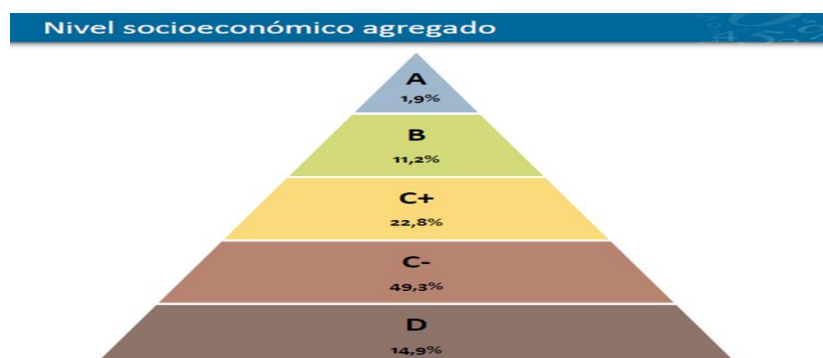 Nivel socioeconómico agregado
A
1,9%
B
11,2%
C+
22,8%
C-
49,3%
D
14,9%